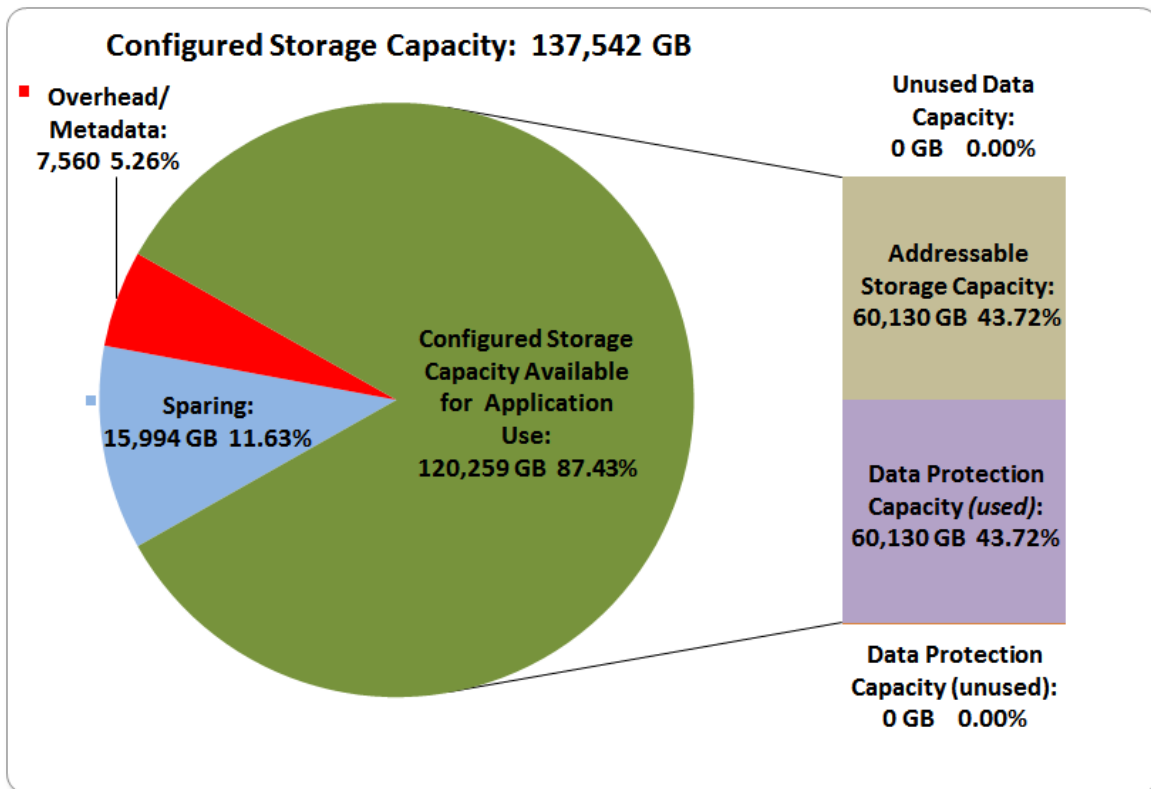 Configured Storage Capacity: 137,542 GB
Overhead/
Metadata:
7,560 5.26%
Sparing:
15,994 GB 11.63%
Configured Storage
Capacity Available
for Application
Use:
120,259 GB 87.43%
Unused Data
Capacity:
0 GB 0.00%
Addressable
Storage Capacity:
60,130 GB 43.72%
Data Protection
Capacity (used):
60,130 GB 43.72%
Data Protection
Capacity (unused):
0 GB 0.00%